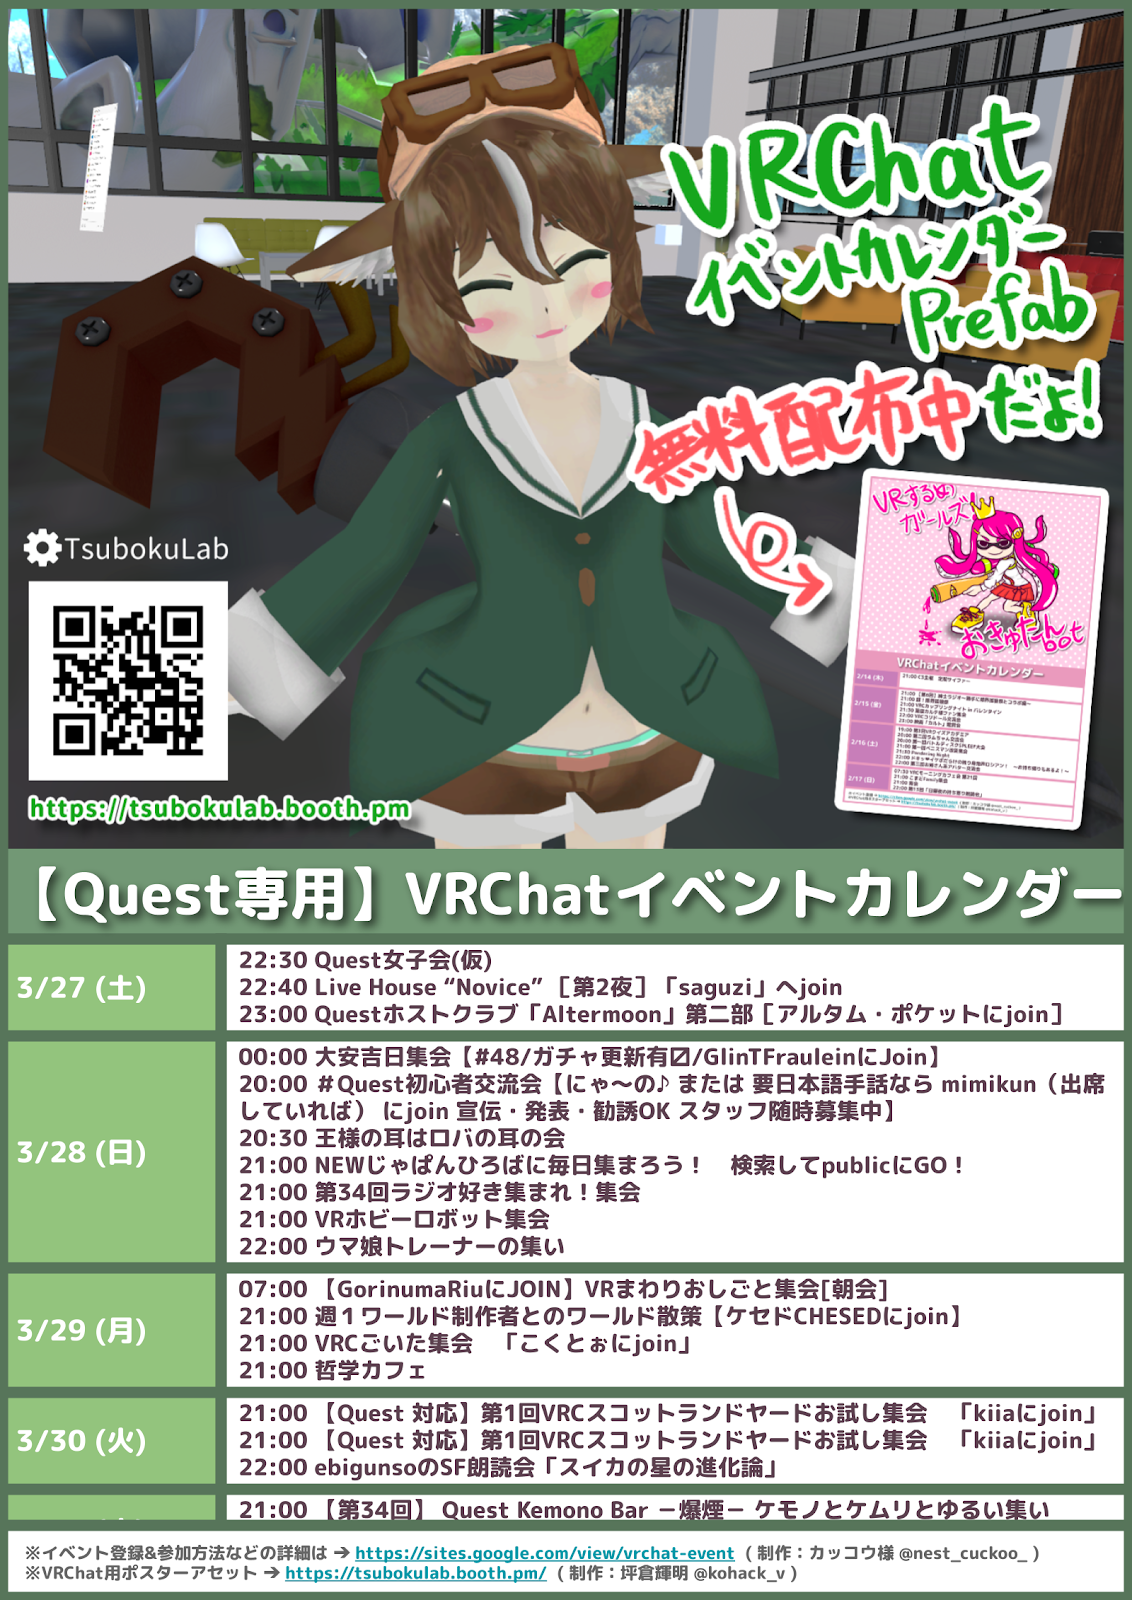 VRChat
イベントカレンダー
Prefab
無料配布中だよ!
TsubokuLab
https://tsubokulab.booth.pm
VRするめ
ガールズ
おきゅたん
bot
VRChatイベントカレンダー
2/14 (木)
2/15 (金)
2/16 (土)
2/17 (日)
【Quest専用】VRChatイベントカレンダー
3/27 (土)
22:30 Quest女子会(仮)
22:40 Live House “Novice” [第2夜] 「saguzi」へjoin
23:00 Questホストクラブ「Altermoon」第二部 [アルタム・ポケットにjoin]
3/28 (日)
00:00 大安吉日集会【#48/ガチャ更新有〼/GlinTFrauleinにJoin】
20:00 ＃Quest初心者交流会【にゃ〜の♪ または 要日本語手話なら mimikun（出席
していれば） にjoin 宣伝・発表・勧誘OK スタッフ随時募集中】
20:30 王様の耳はロバの耳の会
21:00 NEWじゃぱんひろばに毎日集まろう！　検索してpublicにGO！
21:00 第34回ラジオ好き集まれ！集会
21:00 VRホビーロボット集会
22:00 ウマ娘トレーナーの集い
3/29 (月)
07:00 【GorinumaRiuにJOIN】VRまわりおしごと集会[朝会]
21:00 週１ワールド制作者とのワールド散策【ケセドCHESEDにjoin】
21:00 VRCごいた集会　「こくとぉにjoin」
21:00 哲学カフェ
3/30 (火)
21:00 【Quest 対応】第1回VRCスコットランドヤードお試し集会　「kiiaにjoin」
21:00 【Quest 対応】第1回VRCスコットランドヤードお試し集会　「kiiaにjoin」
22:00 ebigunsoのSF朗読会「スイカの星の進化論」
21:00 【第34回】 Quest Kemono Bar －爆煙－ ケモノとケムリとゆるい集い
※イベント登録&参加方法などの詳細は → https://sites.google.com/view/vrchat-event ( 制作：カッコウ様 @nest_cuckoo_ )
※VRChat用ポスターアセット → https://tsubokulab.booth.pm/ ( 制作：坪倉輝明 @kohack_v )